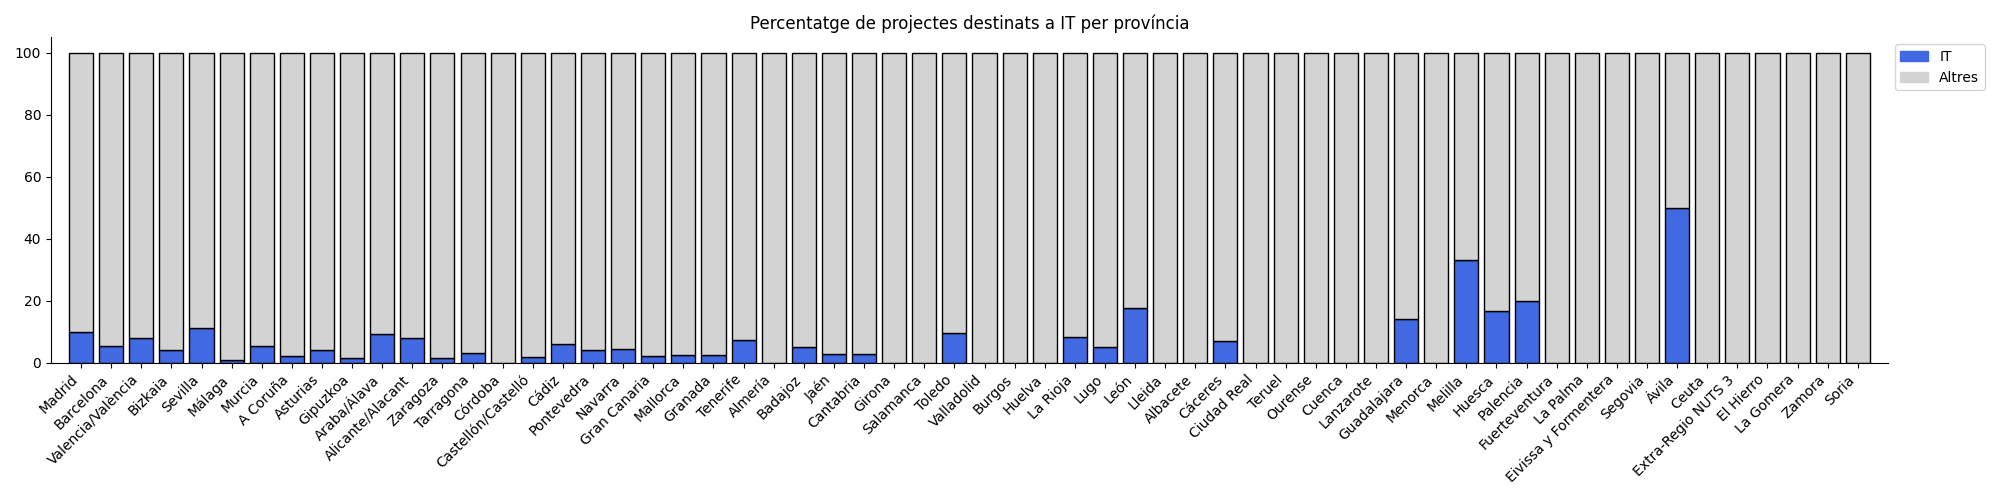 Percentatge de projectes destinats a IT per província
100
80
60
40
20
0
IT
Altres
Madrid
Barcelona
Valencia/València
Bizkaia
Sevilla
Málaga
Murcia
A Coruña
Asturias
Gipuzkoa
Araba/Álava
Alicante/Alacant
Zaragoza
Tarragona
Córdoba
Castellón/Castelló
Cádiz
Pontevedra
Navarra
Gran Canaria
Mallorca
Granada
Tenerife
Almería
Badajoz
Jaén
Cantabria
Girona
Salamanca
Toledo
Valladolid
Burgos
Huelva
La Rioja
Lugo
León
Lleida
Albacete
Cáceres
Ciudad Real
Teruel
Ourense
Cuenca
Lanzarote
Guadalajara
Menorca
Melilla
Huesca
Palencia
Fuerteventura
La Palma
Eivissa y Formentera
Segovia
Ávila
Ceuta
Extra-Regio NUTS 3
El Hierro
La Gomera
Zamora
Soria